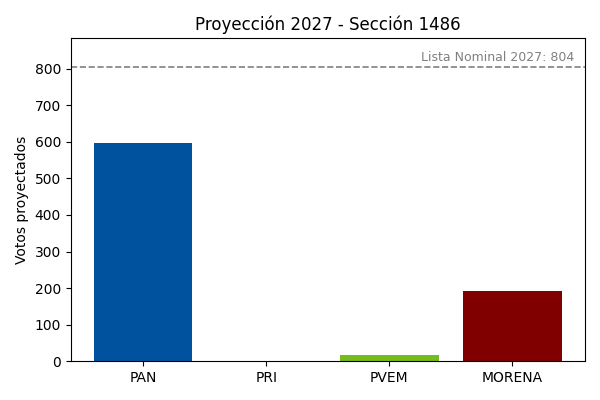 Proyección 2027 - Sección 1486
Lista Nominal 2027: 804
Votos proyectados
800
700
600
500
400
300
200
100
0
PAN PRI PVEM MORENA